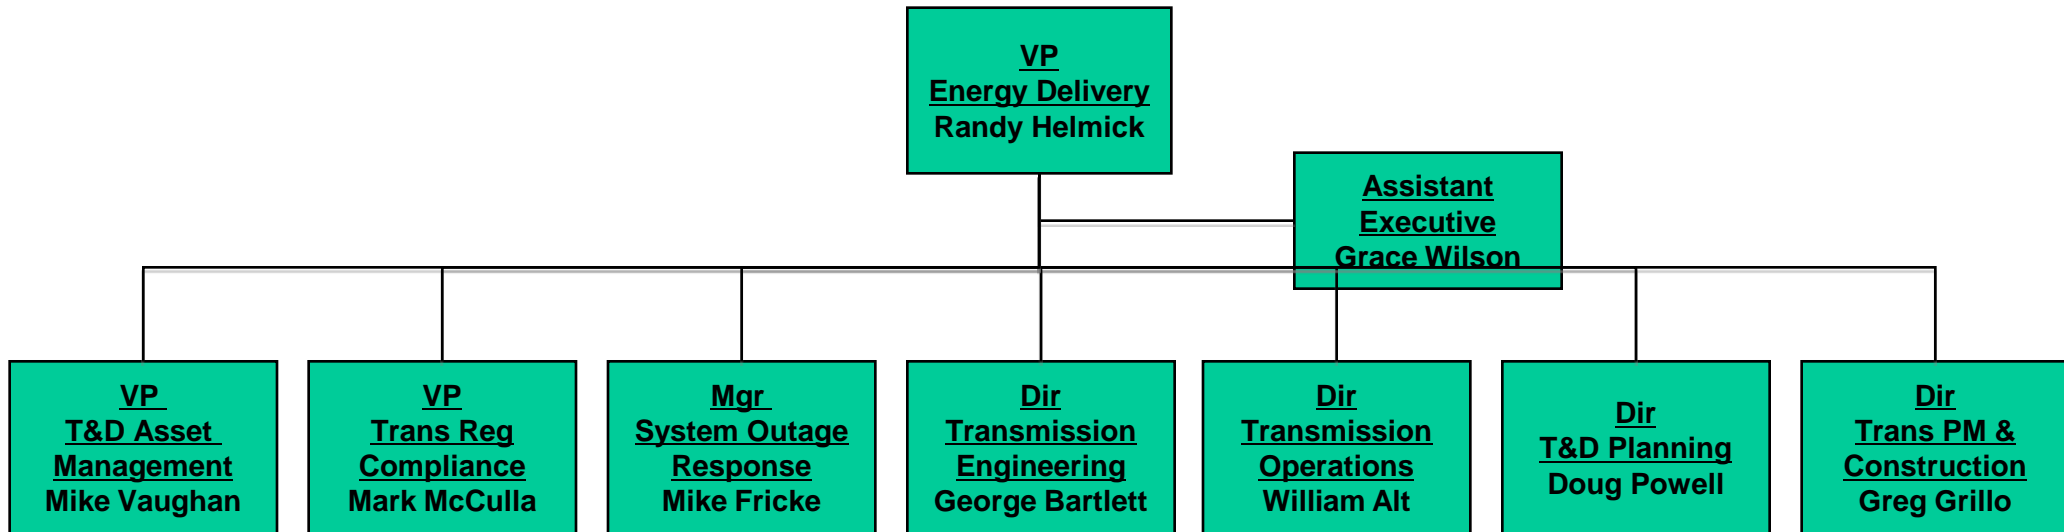 VP
Energy Delivery
Randy Helmick
Assistant
Executive
Grace Wilson
VP
T&D Asset
Management
Mike Vaughan
VP
Trans Reg
Compliance
Mark McCulla
Mgr
System Outage
Response
Mike Fricke
Dir
Transmission
Engineering
George Bartlett
Dir
Transmission
Operations
William Alt
Dir
T&D Planning
Doug Powell
Dir
Trans PM &
Construction
Greg Grillo